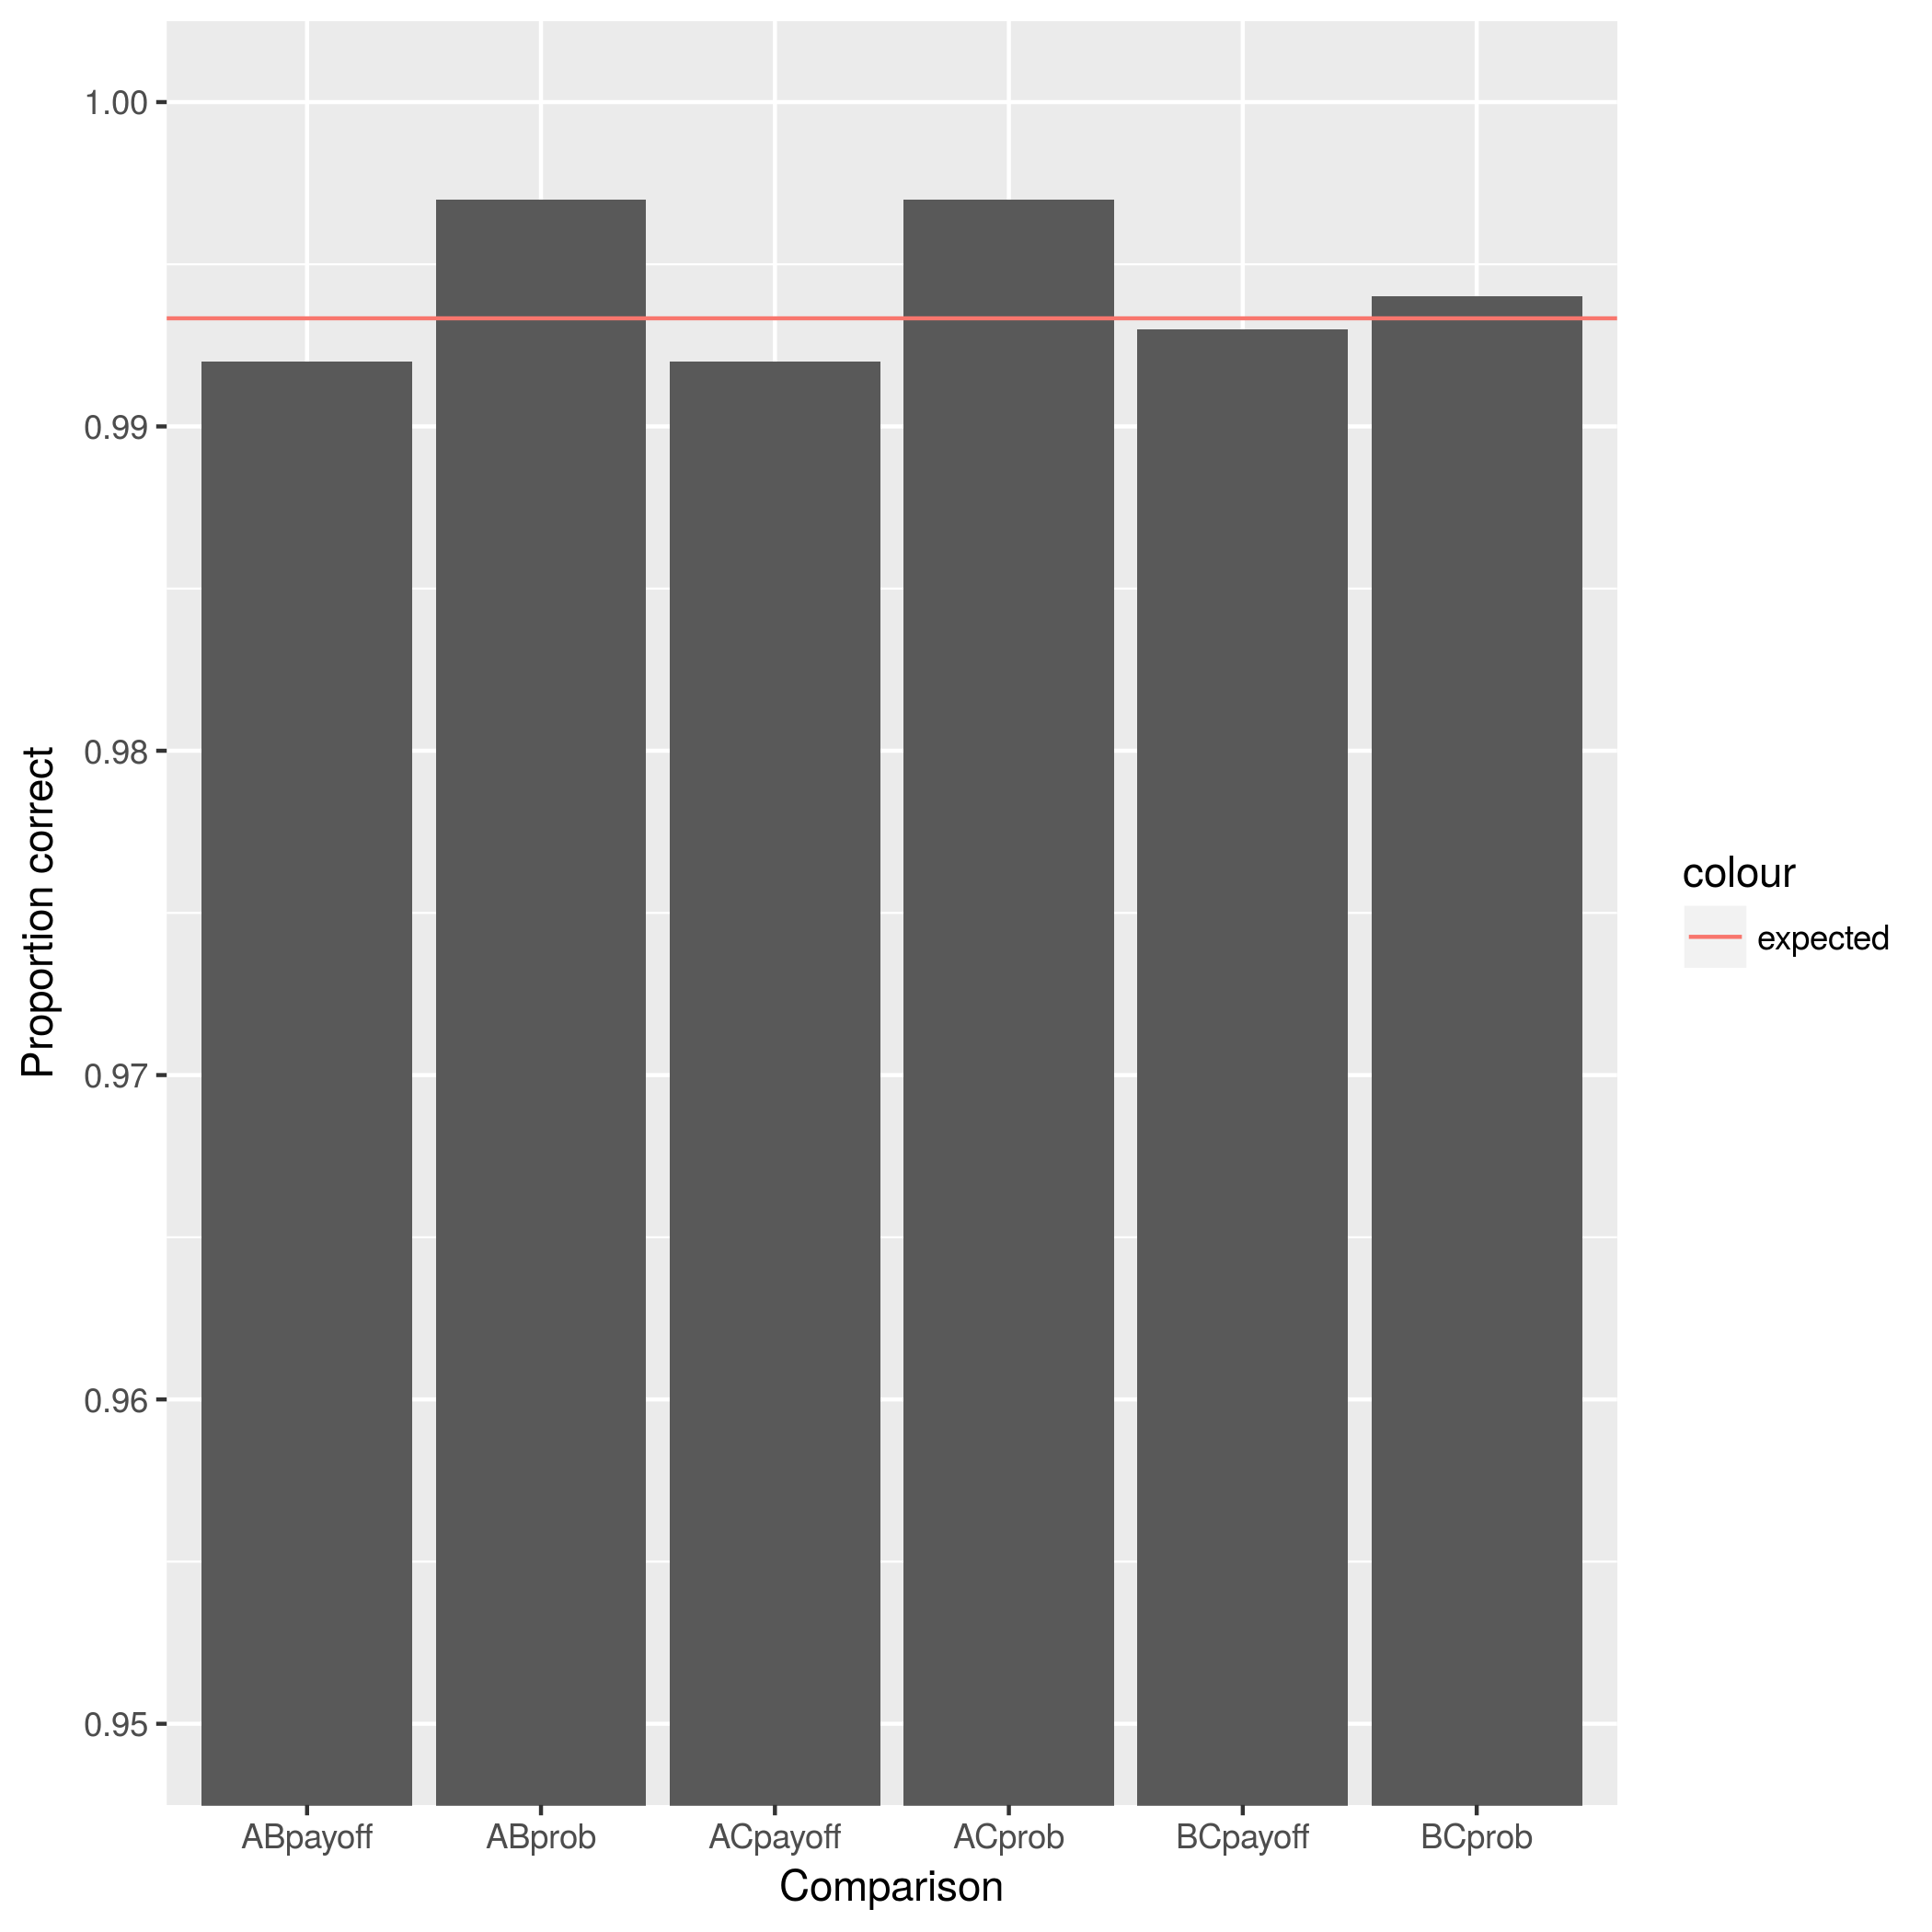 1.00
0.99
0.98
0.97
0.96
0.95
Proportion correct
ABpayoff ABprob ACpayoff ACprob BCpayoff BCprob
Comparison
colour
expected